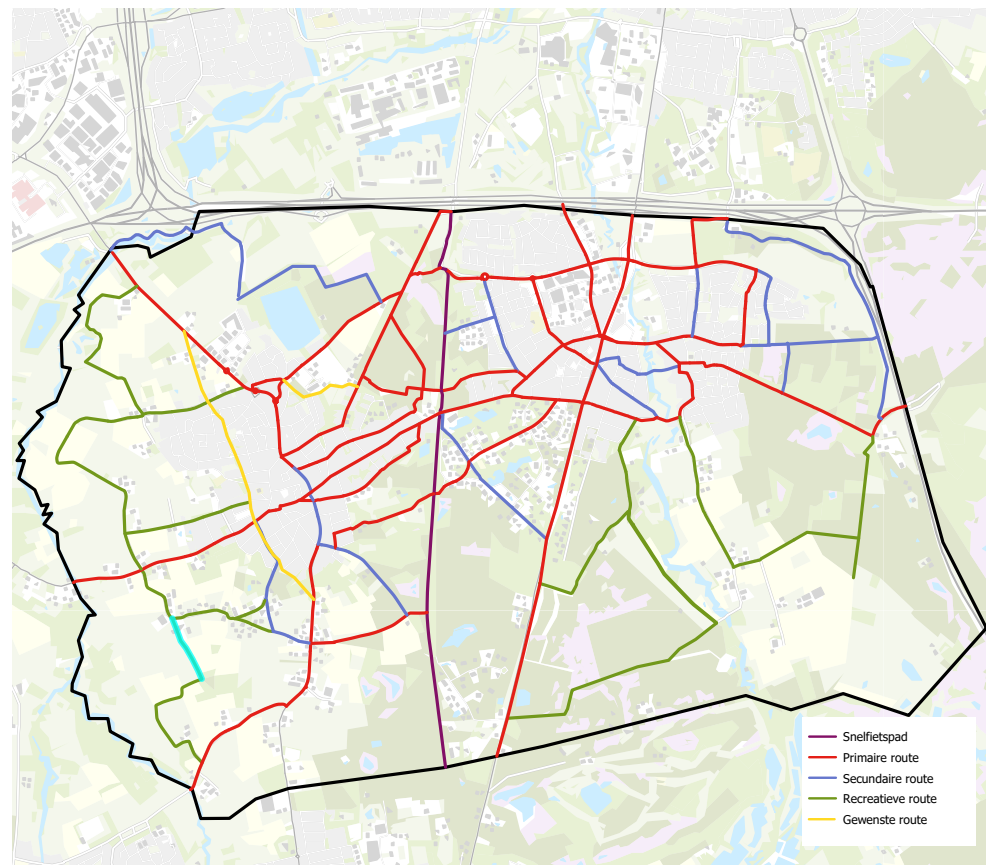 Snelfietspad
Primaire route
Secundaire route
Recreatieve route
Gewenste route